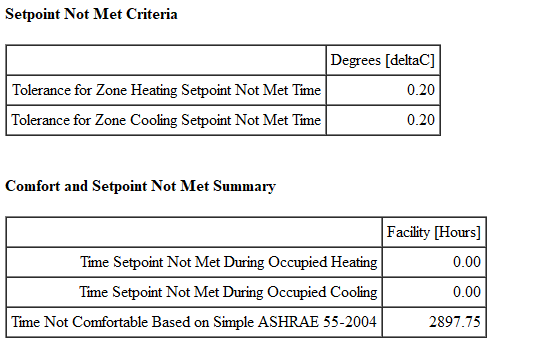 Setpoint Not Met Criteria
Degrees [deltaC]
Tolerance for Zone Heating Setpoint Not Met Time 0.20
Tolerance for Zone Cooling Setpoint Not Met Time 0.20
Comfort and Setpoint Not Met Summary
Facility [Hours]
Time Setpoint Not Met During Occupied Heating 0.00
Time Setpoint Not Met During Occupied Cooling 0.00
Time Not Comfortable Based on Simple ASHRAE 55-2004 2897.75